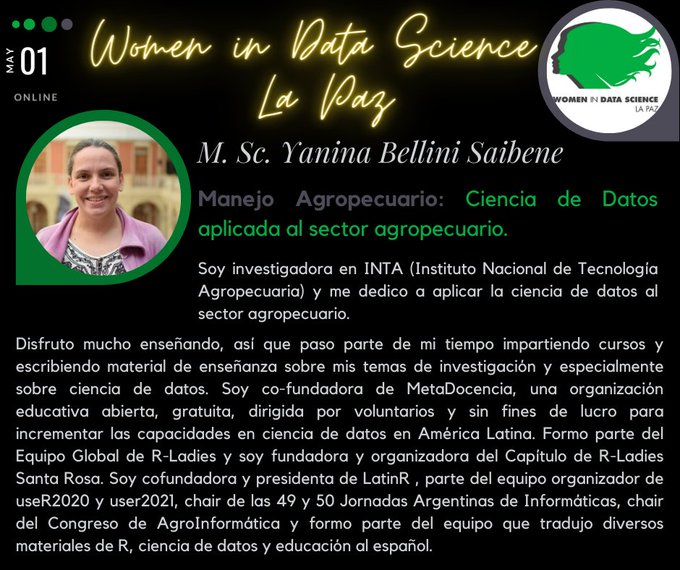 MAY
01
ONLINE
Women in Data Science
La Paz
WOMEN IN DATA SCIENCE
LA PAZ
M. Sc. Yanina Bellini Saibene
Manejo Agropecuario: Ciencia de Datos
aplicada al sector agropecuario.
Soy investigadora en INTA (Instituto Nacional de Tecnología
Agropecuaria) y me dedico a aplicar la ciencia de datos al
sector agropecuario.
Disfruto mucho enseñando, así que paso parte de mi tiempo impartiendo cursos y
escribiendo material de enseñanza sobre mis temas de investigación y especialmente
sobre ciencia de datos. Soy co-fundadora de MetaDocencia, una organización
educativa abierta, gratuita, dirigida por voluntarios y sin fines de lucro para
incrementar las capacidades en ciencia de datos en América Latina. Formo parte del
Equipo Global de R-Ladies y soy fundadora y organizadora del Capítulo de R-Ladies
Santa Rosa. Soy cofundadora y presidenta de LatinR , parte del equipo organizador de
useR2020 y user2021, chair de las 49 y 50 Jornadas Argentinas de Informáticas, chair
del Congreso de AgroInformática y formo parte del equipo que tradujo diversos
materiales de R, ciencia de datos y educación al español.